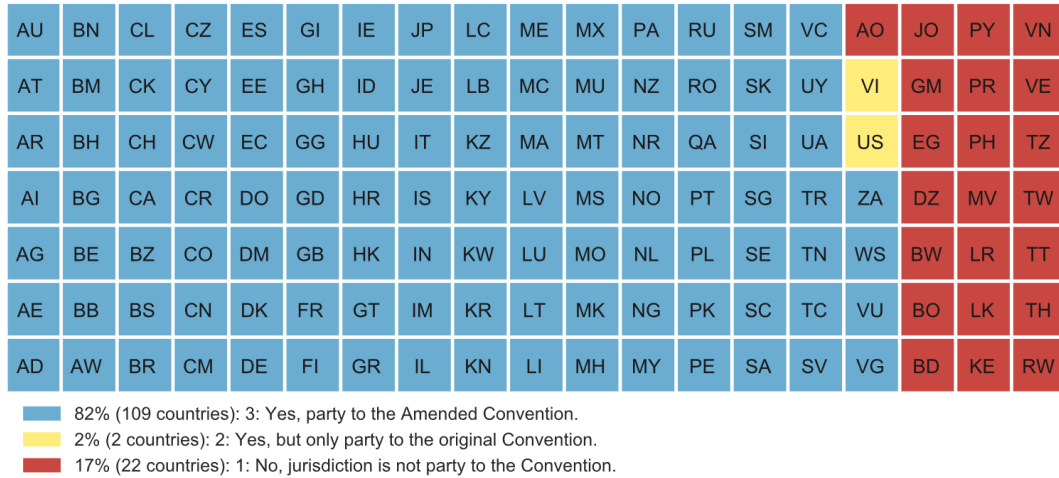 AU BN CL CZ ES GI IE JP LC ME MX PA RU SM VC AO JO PY VN
AT BM CK CY EE GH ID JE LB MC MU NZ RO SK UY VI GM PR VE
AR BH CH CW EC GG HU IT KZ MA MT NR QA SI UA US EG PH TZ
AI BG CA CR DO GD HR IS KY LV MS NO PT SG TR ZA DZ MV TW
AG BE BZ CO DM GB HK IN KW LU MO NL PL SE TN WS BW LR TT
AE BB BS CN DK FR GT IM KR LT MK NG PK SC TC VU BO LK TH
AD AW BR CM DE FI GR IL KN LI MH MY PE SA SV VG BD KE RW
82% (109 countries): 3: Yes, party to the Amended Convention.
2% (2 countries): 2: Yes, but only party to the original Convention.
17% (22 countries): 1: No, jurisdiction is not party to the Convention.